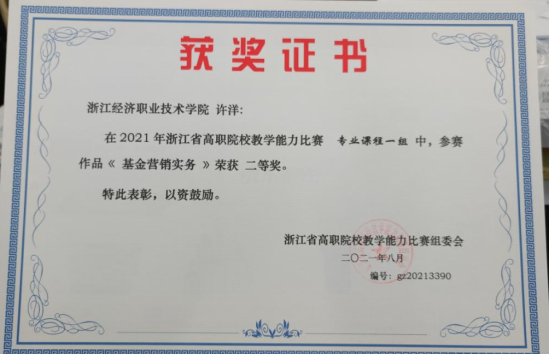 获奖证书
浙江经济职业技术学院 许洋:
在 2021 年浙江省高职院校教学能力比赛 专业课程一组 中，参赛
作品《 基金营销实务 》荣获 二等奖。
特此表彰，以资鼓励。
浙江省高职院校教学能力比赛组委会
二〇二一年八月
编号: gz20213390